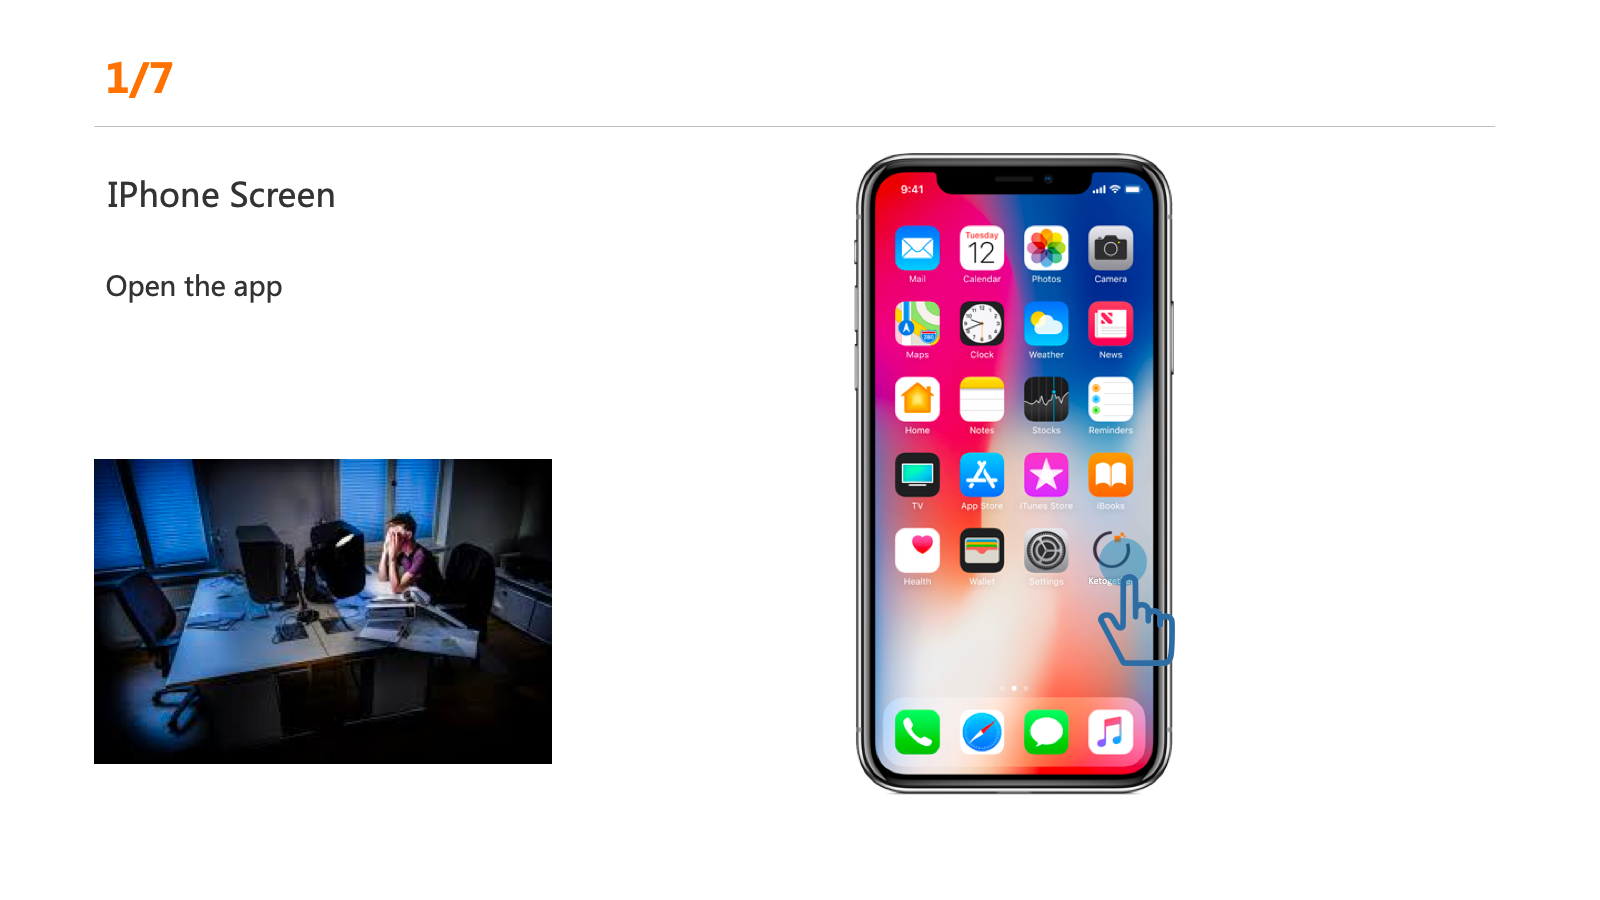 1/7
IPhone Screen
Open the app
9:41
Tuesday
12
Mail Calendar Photos Camera
Maps Clock Weather News
Home Notes Stocks Reminders
TV App Store iTunes Store iBooks
Health Wallet Settings